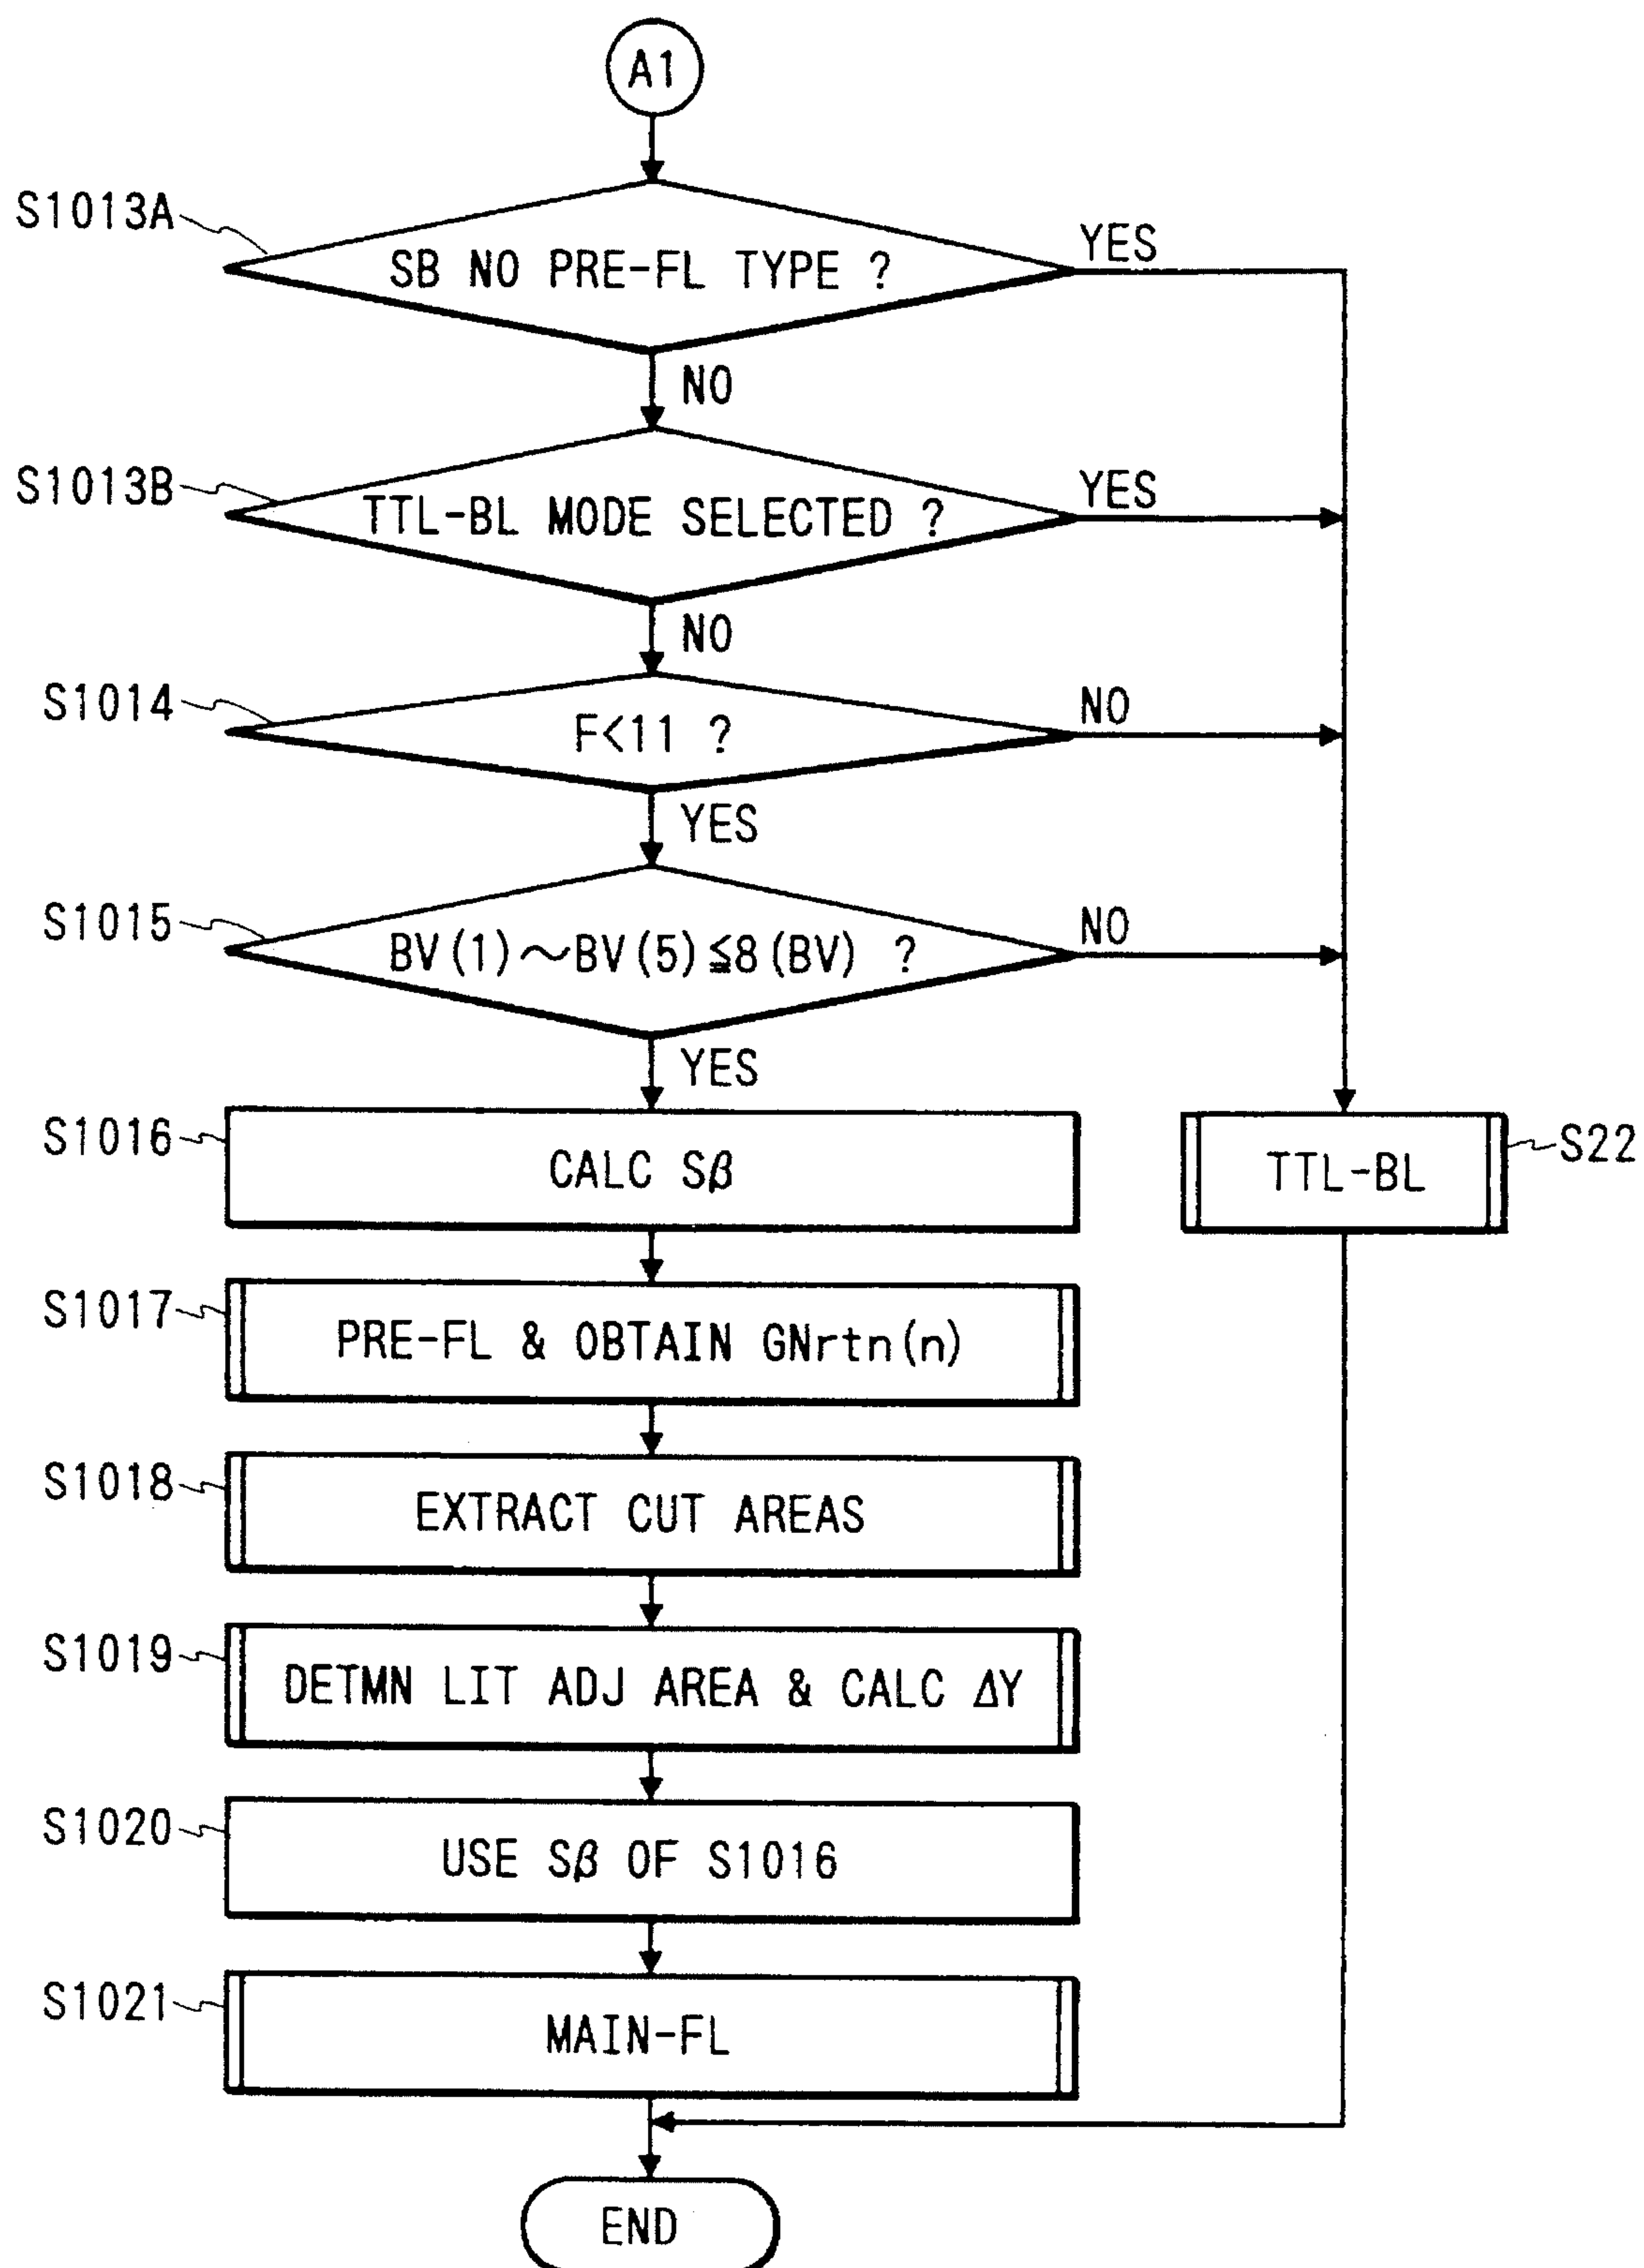 A1
S1013A
SB NO PRE-FL TYPE ?
YES
NO
S1013B
TTL-BL MODE SELECTED ?
YES
NO
S1014
F<11 ?
NO
YES
S1015
BV(1)~BV(5)≦8(BV) ?
NO
YES
S1016
CALC Sβ
TTL-BL
S22
S1017
PRE-FL & OBTAIN GNrtn(n)
S1018
EXTRACT CUT AREAS
S1019
DETMN LIT ADJ AREA & CALC ΔY
S1020
USE Sβ OF S1016
S1021
MAIN-FL
END